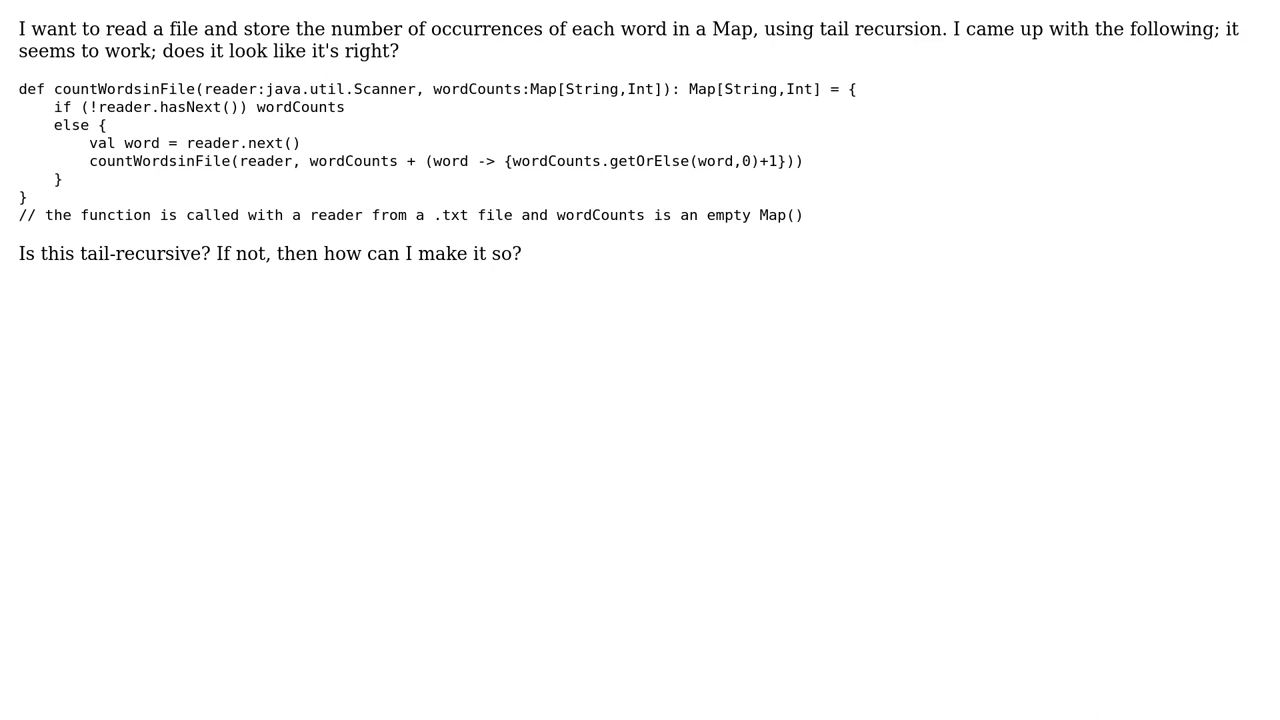 I want to read a file and store the number of occurrences of each word in a Map, using tail recursion. I came up with the following; it
seems to work; does it look like it's right?
def countWordsinFile(reader:java.util.Scanner, wordCounts:Map[String,Int]): Map[String,Int] = {
    if (!reader.hasNext()) wordCounts
    else {
        val word = reader.next()
        countWordsinFile(reader, wordCounts + (word -> {wordCounts.getOrElse(word,0)+1}))
    }
}
// the function is called with a reader from a .txt file and wordCounts is an empty Map()
Is this tail-recursive? If not, then how can I make it so?